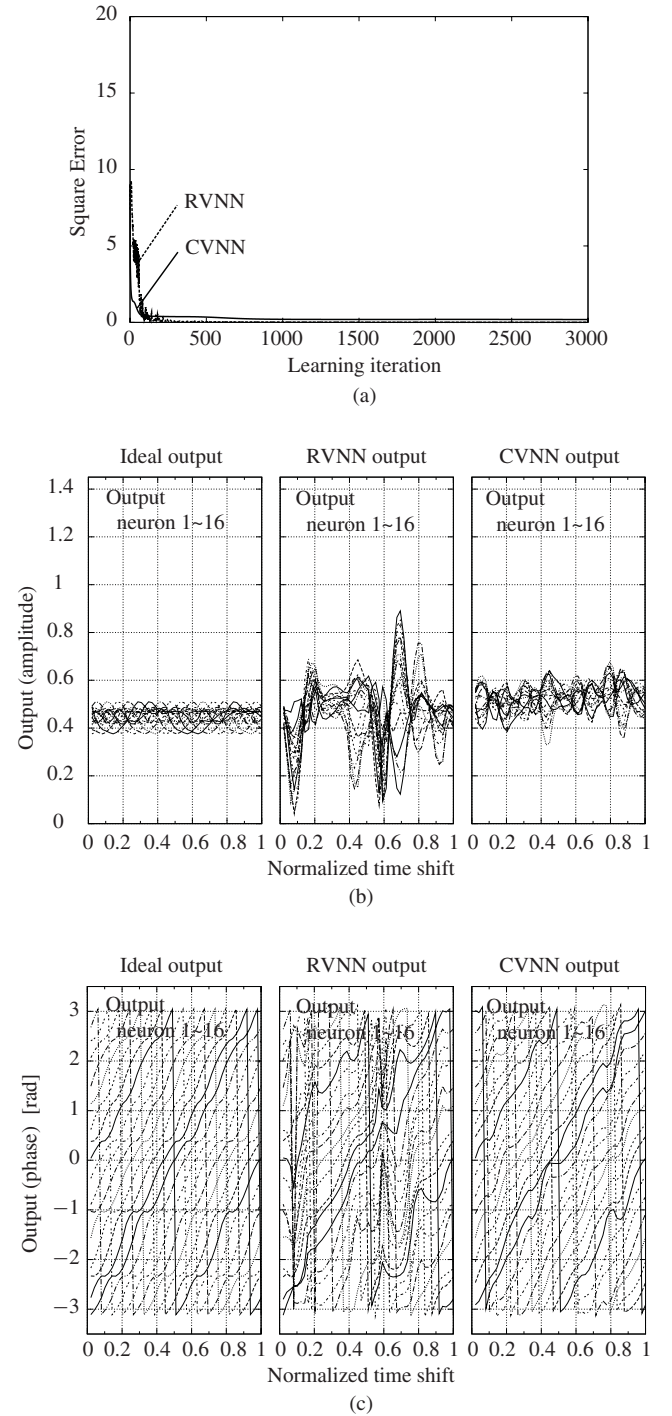 20
15
10
5
0
Square Error
RVNN
CVNN
0 500 1000 1500 2000 2500 3000
Learning iteration
(a)
Ideal output RVNN output CVNN output
1.4
1.2
1
0.8
0.6
0.4
0.2
0
Output (amplitude)
Output
neuron 1~16
Output
neuron 1~16
Output
neuron 1~16
0 0.2 0.4 0.6 0.8 1
0 0.2 0.4 0.6 0.8 1
0 0.2 0.4 0.6 0.8 1
Normalized time shift
(b)
Ideal output RVNN output CVNN output
3
2
1
0
−1
−2
−3
Output (phase) [rad]
Output
neuron 1~16
Output
neuron 1~16
Output
neuron 1~16
0 0.2 0.4 0.6 0.8 1
0 0.2 0.4 0.6 0.8 1
0 0.2 0.4 0.6 0.8 1
Normalized time shift
(c)